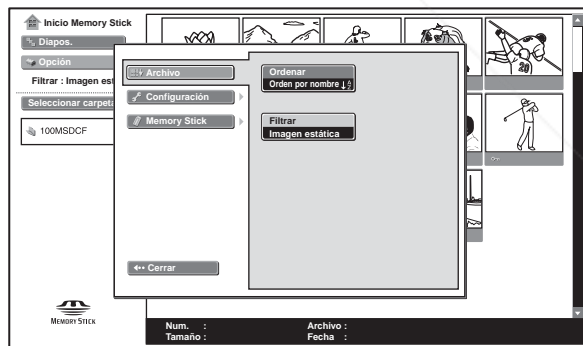 Inicio Memory Stick
Diapos.
Opción
Filtrar : Imagen est
Seleccionar carpeta
100MSDCF
Archivo
Configuración
Memory Stick
Cerrar
Ordenar
Orden por nombre
Filtrar
Imagen estática
20
MEMORY STICK
Num. :
Archivo :
Tamaño :
Fecha :